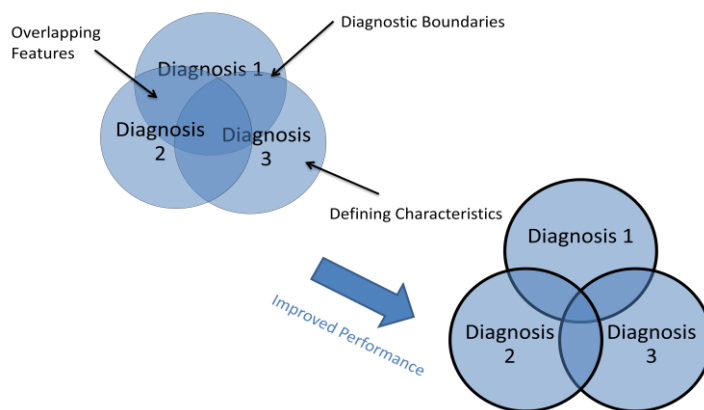 Overlapping
Features
Diagnostic Boundaries
Diagnosis 1
Diagnosis
2
Diagnosis
3
Defining Characteristics
Improved Performance
Diagnosis 1
Diagnosis
2
Diagnosis
3